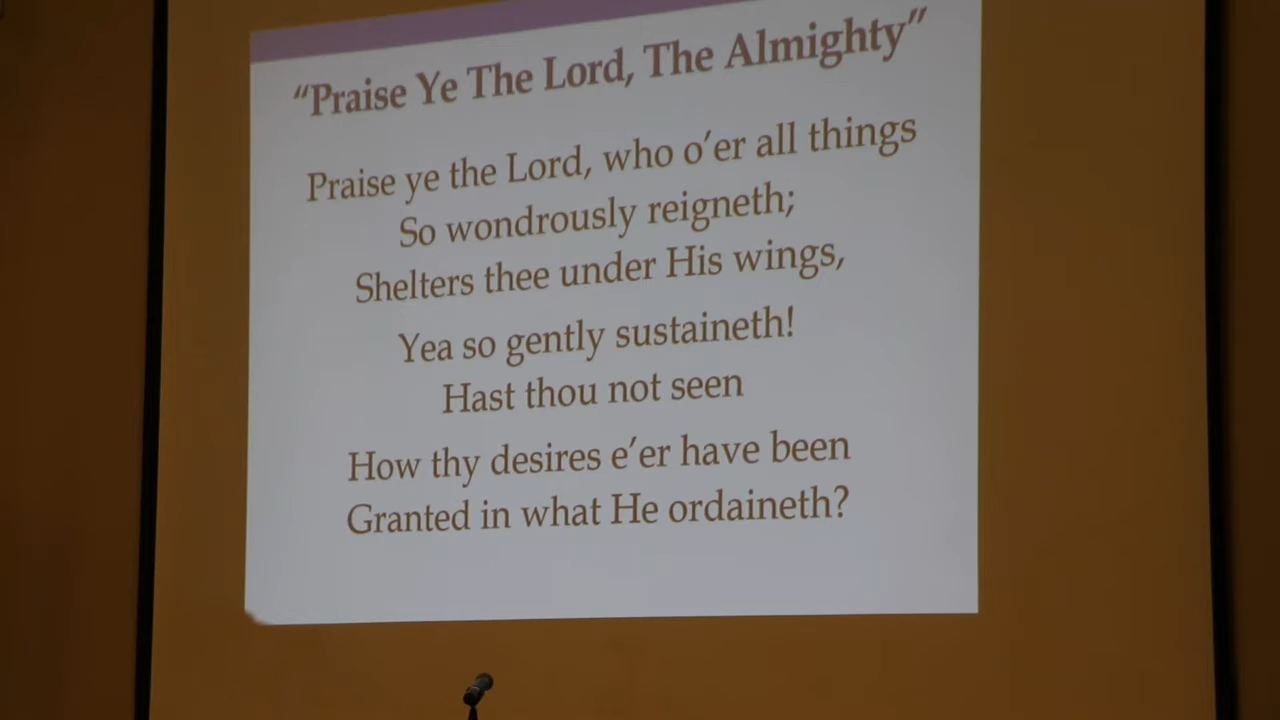 “Praise Ye The Lord, The Almighty”
Praise ye the Lord, who o’er all things
So wondrously reigneth;
Shelters thee under His wings,
Yea so gently sustaineth!
Hast thou not seen
How thy desires e’er have been
Granted in what He ordaineth?